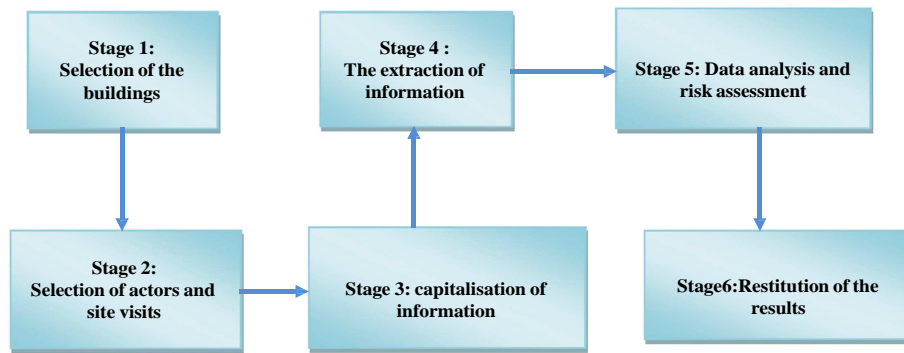 Stage 1:
Selection of the
buildings
Stage 2:
Selection of actors and
site visits
Stage 3: capitalisation of
information
Stage 4 :
The extraction of
information
Stage 5: Data analysis and
risk assessment
Stage6:Restitution of the
results